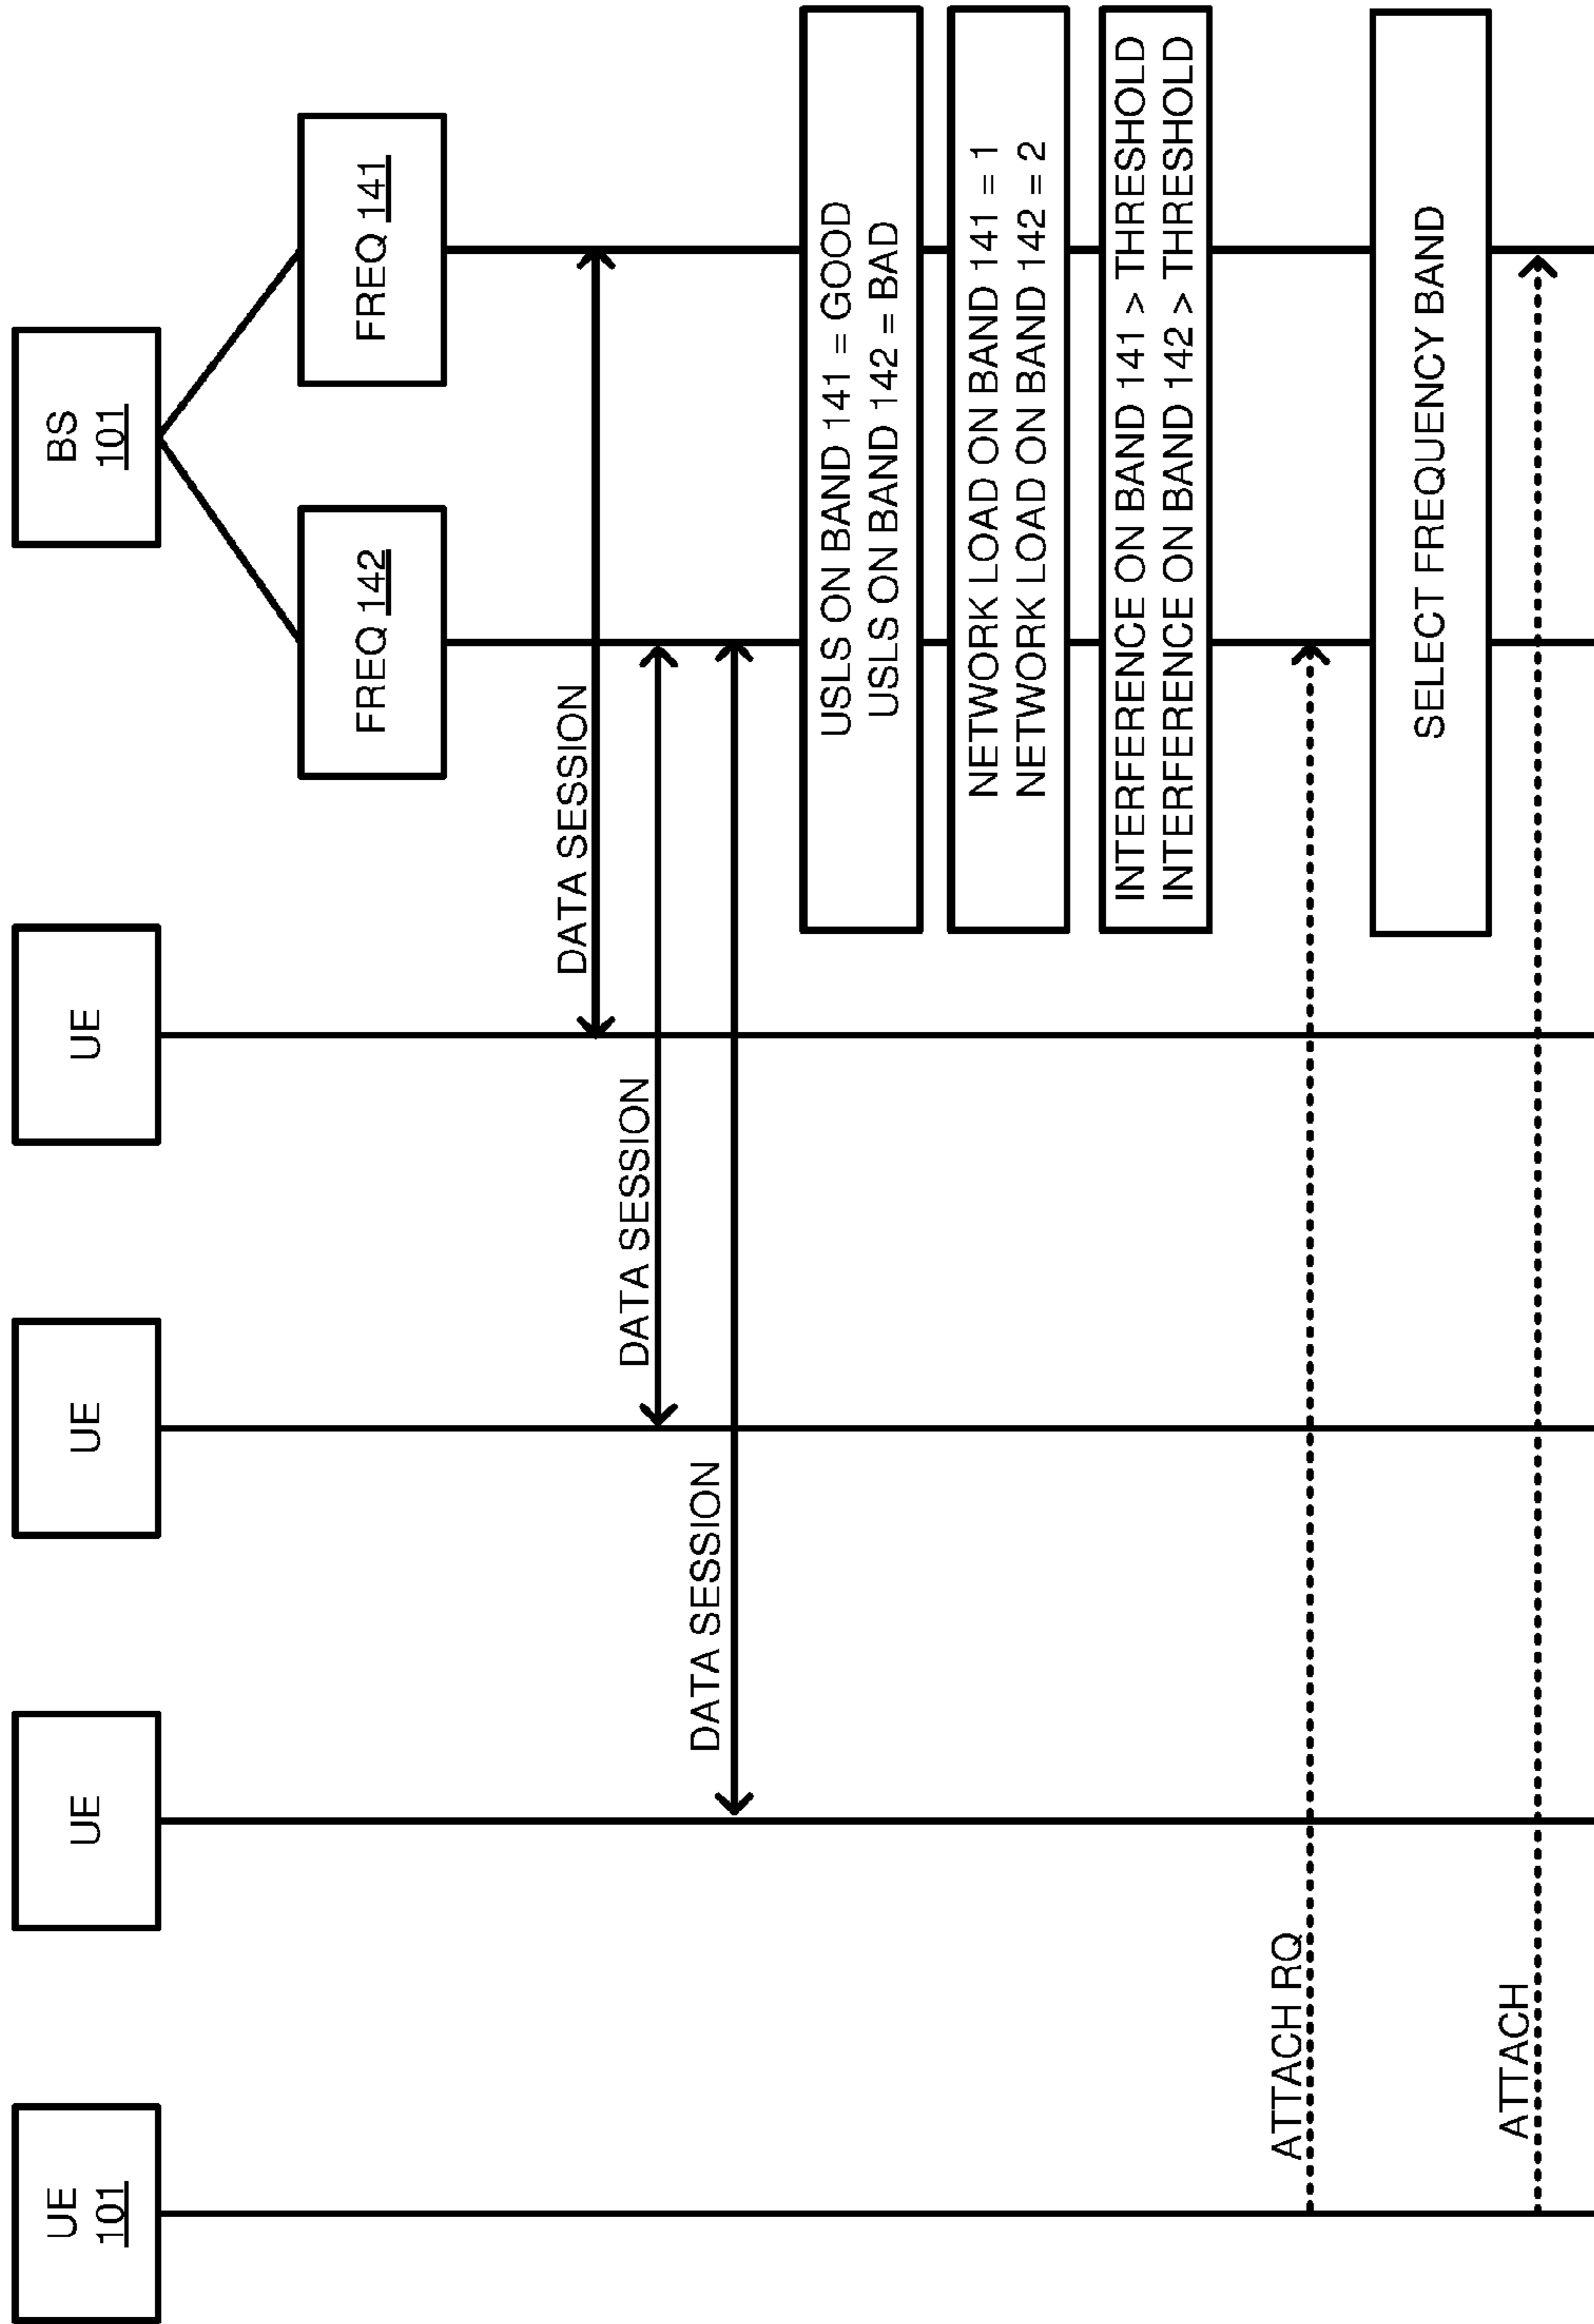 UE
101
UE
UE
UE
BS
101
FREQ 142
FREQ 141
DATA SESSION
DATA SESSION
DATA SESSION
USLS ON BAND 141 = GOOD
USLS ON BAND 142 = BAD
NETWORK LOAD ON BAND 141 = 1
NETWORK LOAD ON BAND 142 = 2
INTERFERENCE ON BAND 141 > THRESHOLD
INTERFERENCE ON BAND 142 > THRESHOLD
ATTACH RQ
SELECT FREQUENCY BAND
ATTACH